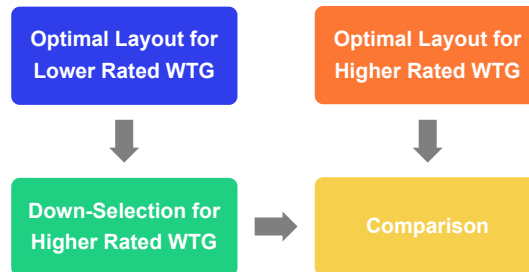 Optimal Layout for
Lower Rated WTG
Optimal Layout for
Higher Rated WTG
Down-Selection for
Higher Rated WTG
Comparison